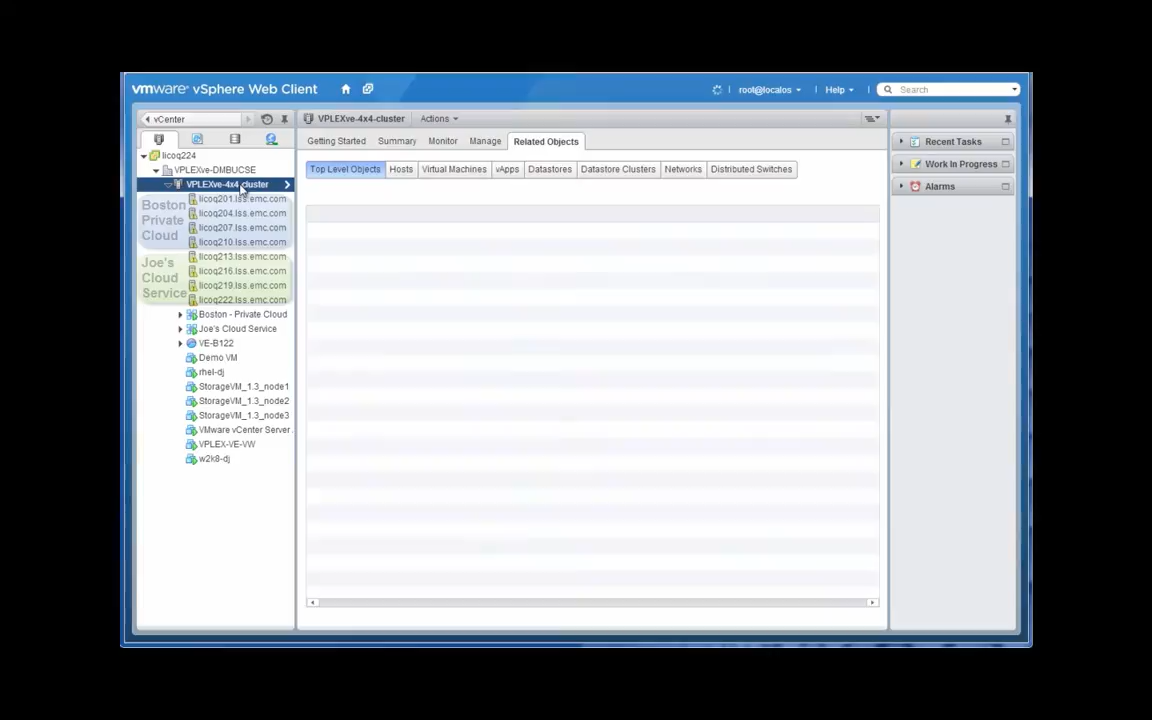 vmware® vSphere Web Client
root@localos
Help
Search
vCenter
VPLEXve-4x4-cluster
Actions
Recent Tasks
Work In Progress
Alarms
Getting Started
Summary
Monitor
Manage
Related Objects
Top Level Objects
Hosts
Virtual Machines
vApps
Datastores
Datastore Clusters
Networks
Distributed Switches
licoq224
VPLEXve-DMBUCSE
VPLEXve-4x4-cluster
Boston
Private
Cloud
licoq201.lss.emc.com
licoq204.lss.emc.com
licoq207.lss.emc.com
licoq210.lss.emc.com
Joe's
Cloud
Service
licoq213.lss.emc.com
licoq216.lss.emc.com
licoq219.lss.emc.com
licoq222.lss.emc.com
Boston - Private Cloud
Joe's Cloud Service
VE-B122
Demo VM
rhel-dj
StorageVM_1.3_node1
StorageVM_1.3_node2
StorageVM_1.3_node3
VMware vCenter Server
VPLEX-VE-VW
w2k8-dj